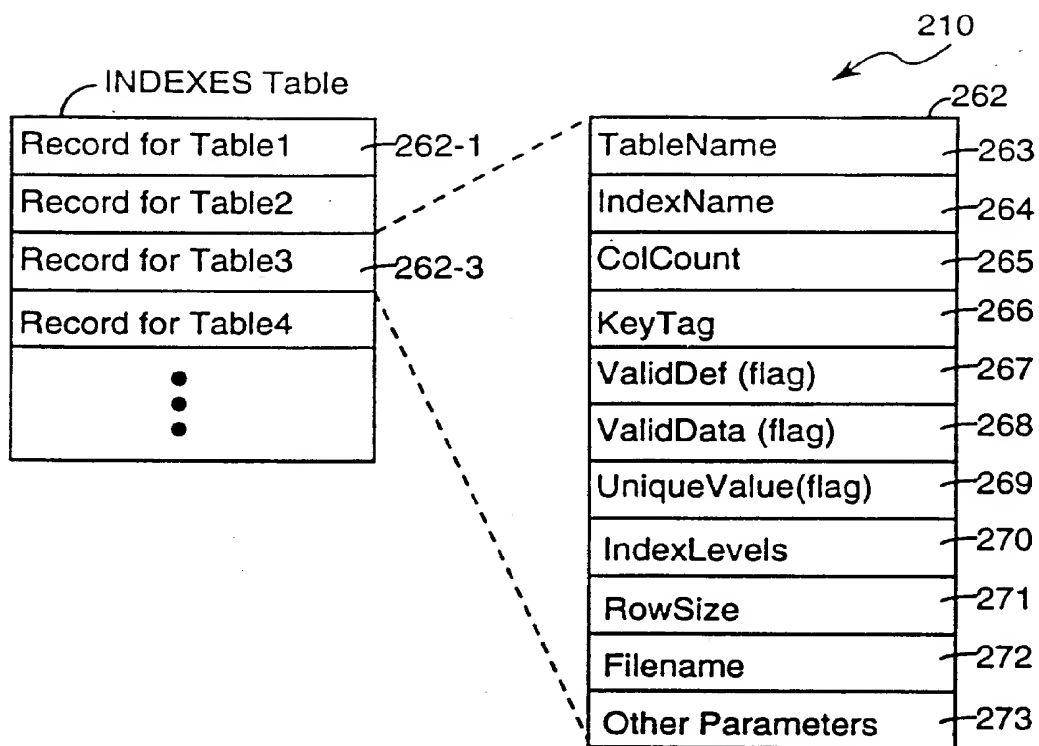 210
INDEXES Table
262
Record for Table1 262-1
Record for Table2
Record for Table3 262-3
Record for Table4
TableName 263
IndexName 264
ColCount 265
KeyTag 266
ValidDef (flag) 267
ValidData (flag) 268
UniqueValue(flag) 269
IndexLevels 270
RowSize 271
Filename 272
Other Parameters 273